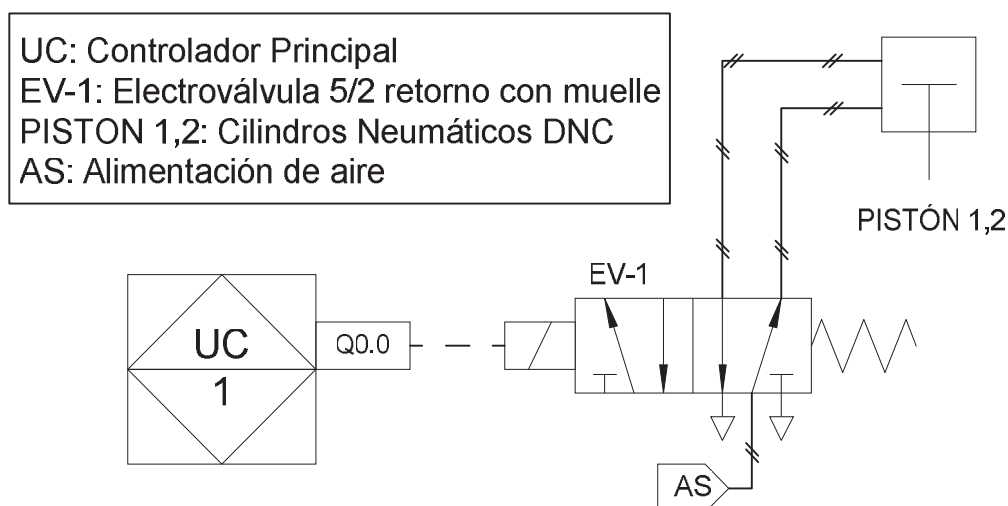 UC: Controlador Principal
EV-1: Electroválvula 5/2 retorno con muelle
PISTON 1,2: Cilindros Neumáticos DNC
AS: Alimentación de aire
PISTÓN 1,2
EV-1
UC
Q0.0
1
AS